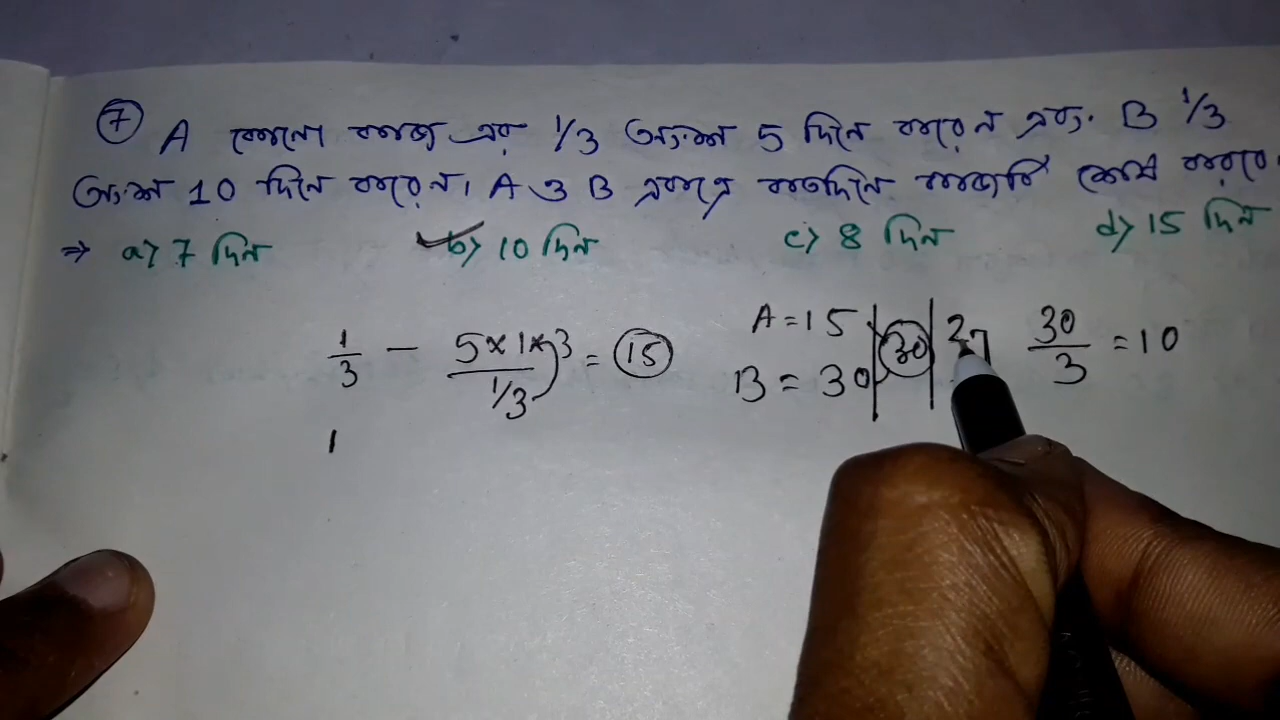 ⑦ A কোনো কাজ এর 1/3 অংশ 5 দিনে করেন এবং B 1/3
অংশ 10 দিনে করেন। A ও B একত্রে কতদিনে কাজটি শেষ করবে।
⇒ a> 7 দিন b> 10 দিন c> 8 দিন d> 15 দিন
1/3 — 5×1×3 / 1/3 = 15
A = 15 | 30 | 2 30/3 = 10
B = 30
1